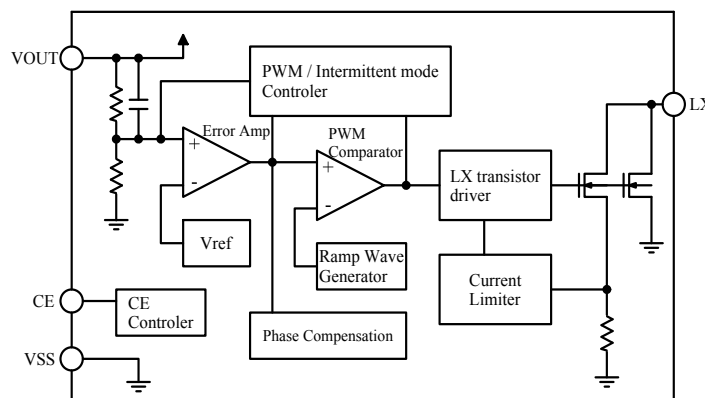 VOUT
PWM / Intermittent mode
Controler
LX
Error Amp
PWM
Comparator
+
-
+
-
LX transistor
driver
Vref
Ramp Wave
Generator
Current
Limiter
CE
CE
Controler
Phase Compensation
VSS